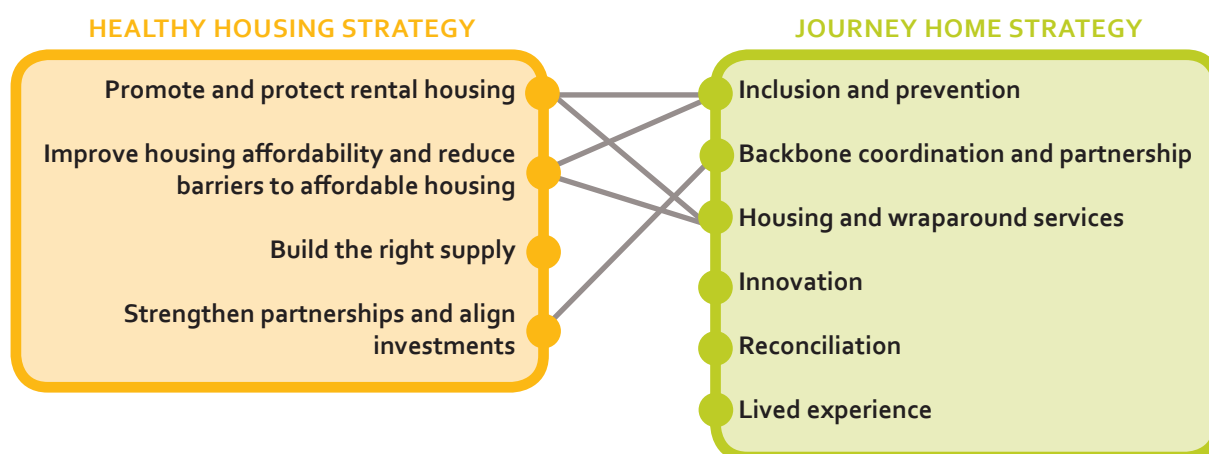 HEALTHY HOUSING STRATEGY
Promote and protect rental housing
Improve housing affordability and reduce
barriers to affordable housing
Build the right supply
Strengthen partnerships and align
investments
JOURNEY HOME STRATEGY
Inclusion and prevention
Backbone coordination and partnership
Housing and wraparound services
Innovation
Reconciliation
Lived experience